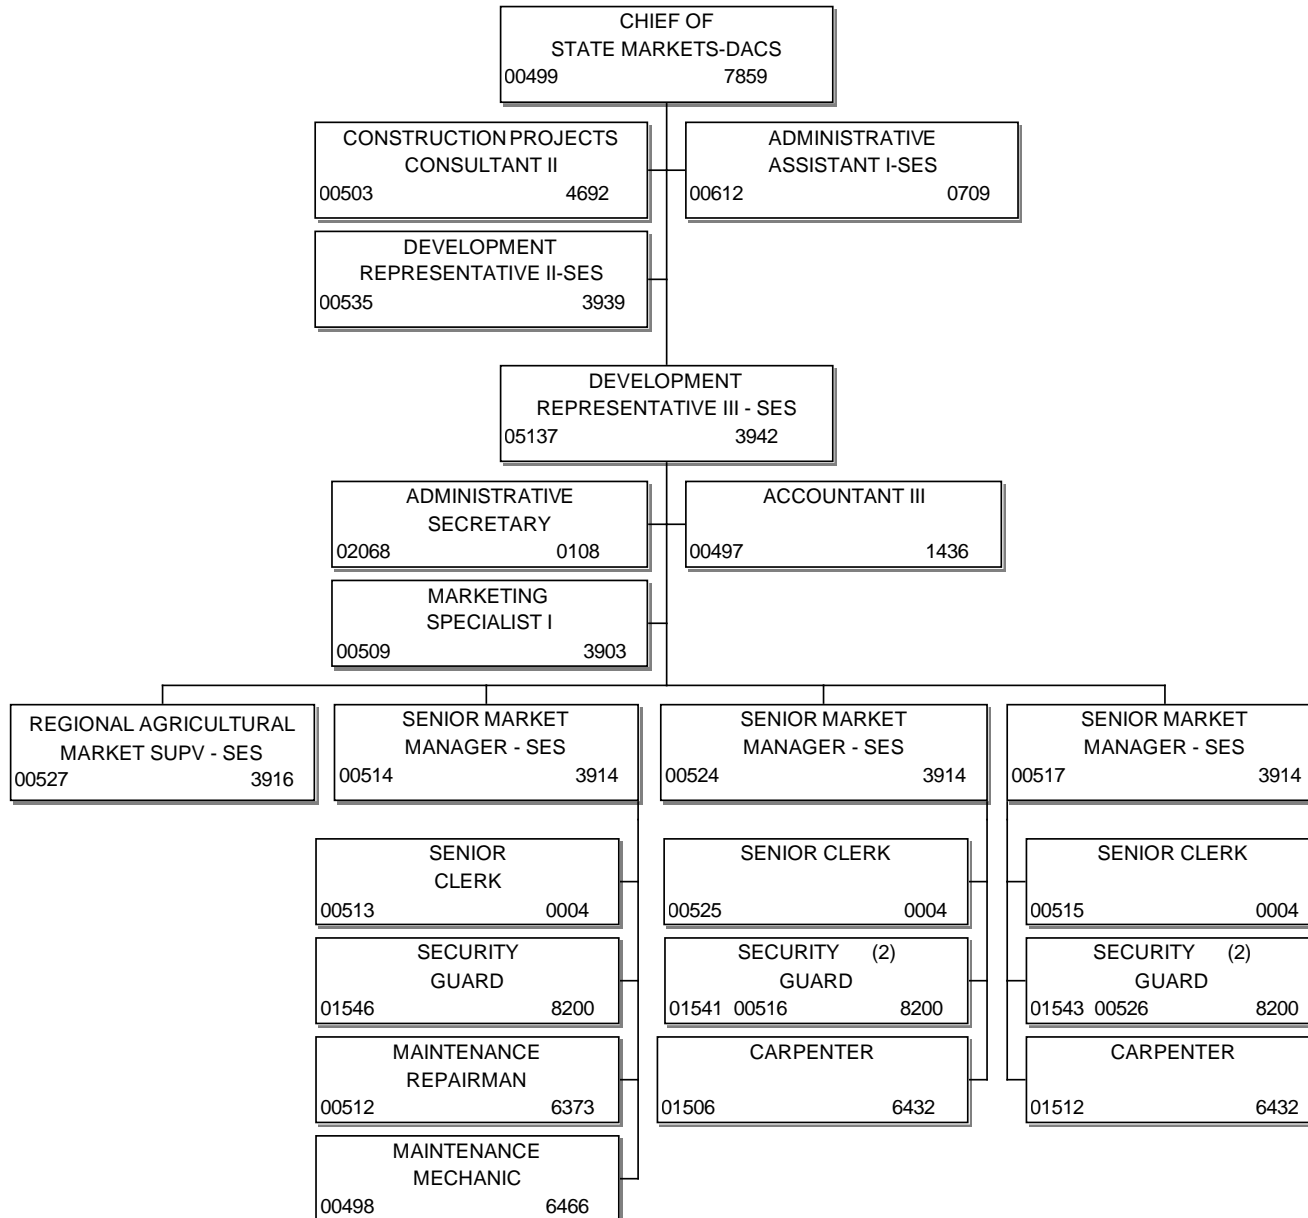 CHIEF OF
STATE MARKETS-DACS
00499 7859
CONSTRUCTION PROJECTS
CONSULTANT II
00503 4692
ADMINISTRATIVE
ASSISTANT I-SES
00612 0709
DEVELOPMENT
REPRESENTATIVE II-SES
00535 3939
DEVELOPMENT
REPRESENTATIVE III - SES
05137 3942
ADMINISTRATIVE
SECRETARY
02068 0108
ACCOUNTANT III
00497 1436
MARKETING
SPECIALIST I
00509 3903
REGIONAL AGRICULTURAL
MARKET SUPV - SES
00527 3916
SENIOR MARKET
MANAGER - SES
00514 3914
SENIOR MARKET
MANAGER - SES
00524 3914
SENIOR MARKET
MANAGER - SES
00517 3914
SENIOR
CLERK
00513 0004
SENIOR CLERK
00525 0004
SENIOR CLERK
00515 0004
SECURITY
GUARD
01546 8200
SECURITY (2)
GUARD
01541 00516 8200
SECURITY (2)
GUARD
01543 00526 8200
MAINTENANCE
REPAIRMAN
00512 6373
CARPENTER
01506 6432
CARPENTER
01512 6432
MAINTENANCE
MECHANIC
00498 6466